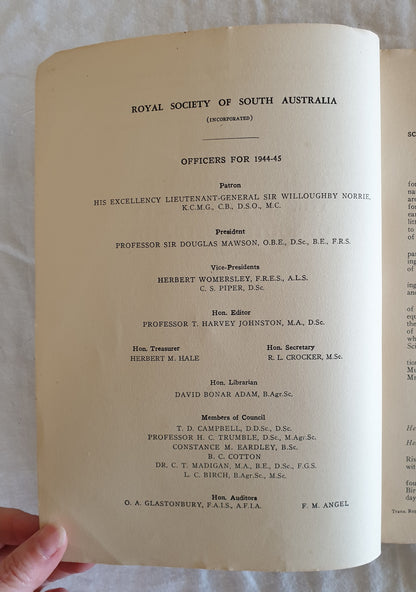 ROYAL SOCIETY OF SOUTH AUSTRALIA
(INCORPORATED)
OFFICERS FOR 1944-45
Patron
HIS EXCELLENCY LIEUTENANT-GENERAL SIR WILLOUGHBY NORRIE,
K.C.M.G., C.B., D.S.O., M.C.
President
PROFESSOR SIR DOUGLAS MAWSON, O.B.E., D.Sc., B.E., F.R.S.
Vice-Presidents
HERBERT WOMERSLEY, F.R.E.S., A.L.S.
C. S. PIPER, D.Sc.
Hon. Editor
PROFESSOR T. HARVEY JOHNSTON, M.A., D.Sc.
Hon. Treasurer Hon. Secretary
HERBERT M. HALE R. L. CROCKER, M.Sc.
Hon. Librarian
DAVID BONAR ADAM, B.Agr.Sc.
Members of Council
T. D. CAMPBELL, D.D.Sc., D.Sc.
PROFESSOR H. C. TRUMBLE, D.Sc., M.Agr.Sc.
CONSTANCE M. EARDLEY, B.Sc.
B. C. COTTON
DR. C. T. MADIGAN, M.A., B.E., D.Sc., F.G.S.
L. C. BIRCH, B.Agr.Sc., M.Sc.
Hon. Auditors
O. A. GLASTONBURY, F.A.I.S., A.F.I.A. F. M. ANGEL